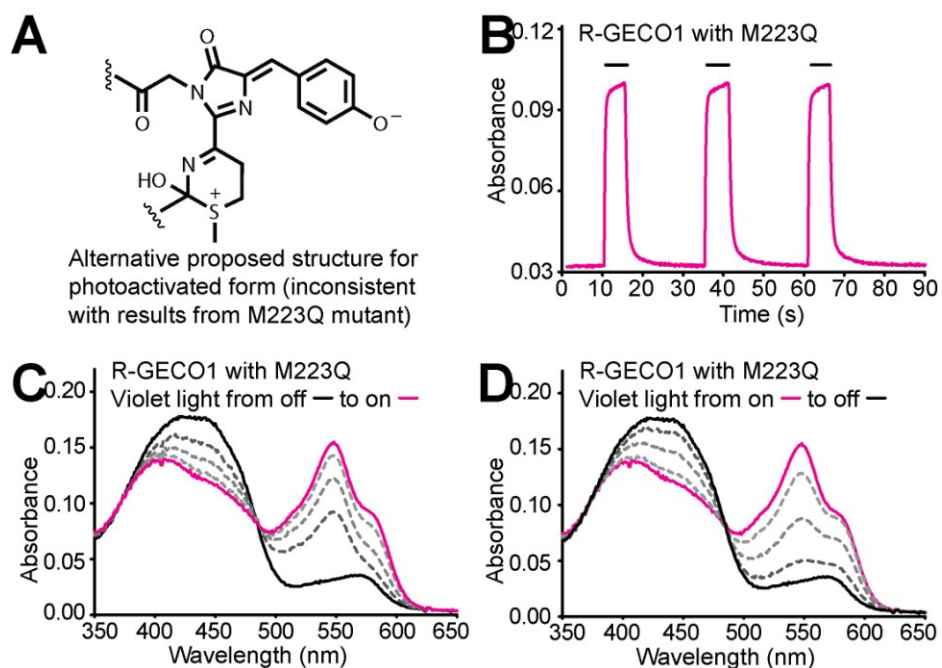 A
O
N
N
O
O−
N
HO
S
+
Alternative proposed structure for
photoactivated form (inconsistent
with results from M223Q mutant)
B
R-GECO1 with M223Q
0.12
0.09
0.06
0.03
Absorbance
0 10 20 30 40 50 60 70 80 90
Time (s)
C
R-GECO1 with M223Q
Violet light from off to on
0.20
0.15
0.10
0.05
0.00
Absorbance
350 400 450 500 550 600 650
Wavelength (nm)
D
R-GECO1 with M223Q
Violet light from on to off
0.20
0.15
0.10
0.05
0.00
Absorbance
350 400 450 500 550 600 650
Wavelength (nm)